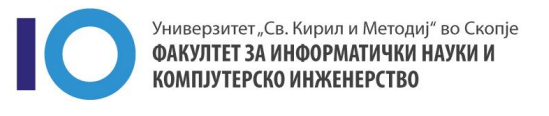 Универзитет „Св. Кирил и Методиј“ во Скопје
ФАКУЛТЕТ ЗА ИНФОРМАТИЧКИ НАУКИ И
КОМПЈУТЕРСКО ИНЖЕНЕРСТВО